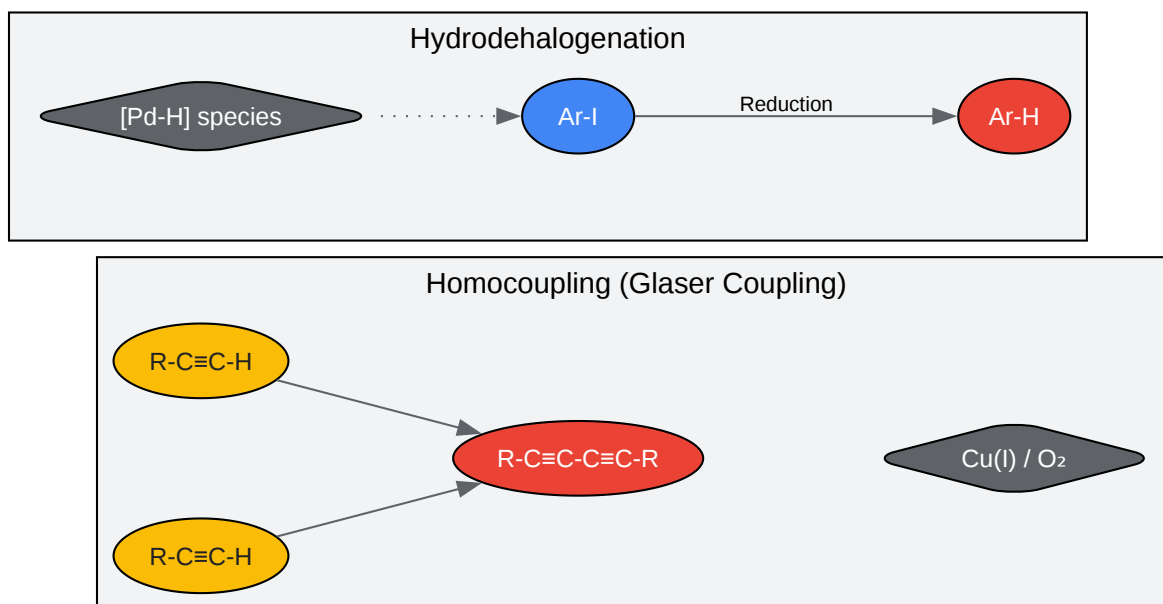 Hydrodehalogenation
[Pd-H] species
Ar-I
Reduction
Ar-H
Homocoupling (Glaser Coupling)
R-C≡C-H
R-C≡C-C≡C-R
Cu(I) / O₂
R-C≡C-H